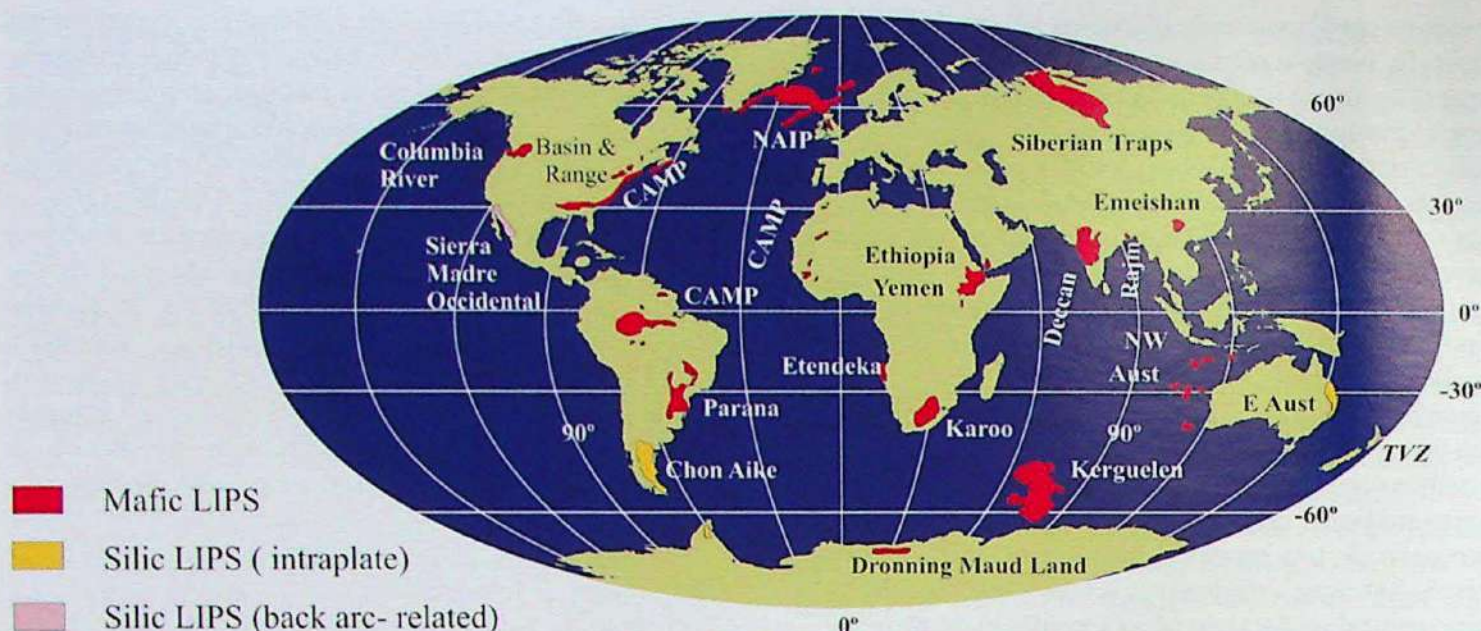 60°
NAIP
Siberian Traps
Columbia
River
Basin &
Range
CAMP
30°
CAMP
Emeishan
Sierra
Madre
Occidental
Ethiopia
Yemen
Deccan
Rajm
CAMP
0°
NW
Aust
Etendeka
-30°
Parana
E Aust
Karoo
90°
90°
TVZ
Chon Aike
Kerguelen
Mafic LIPS
-60°
Silic LIPS ( intraplate)
Dronning Maud Land
Silic LIPS (back arc- related)
0°